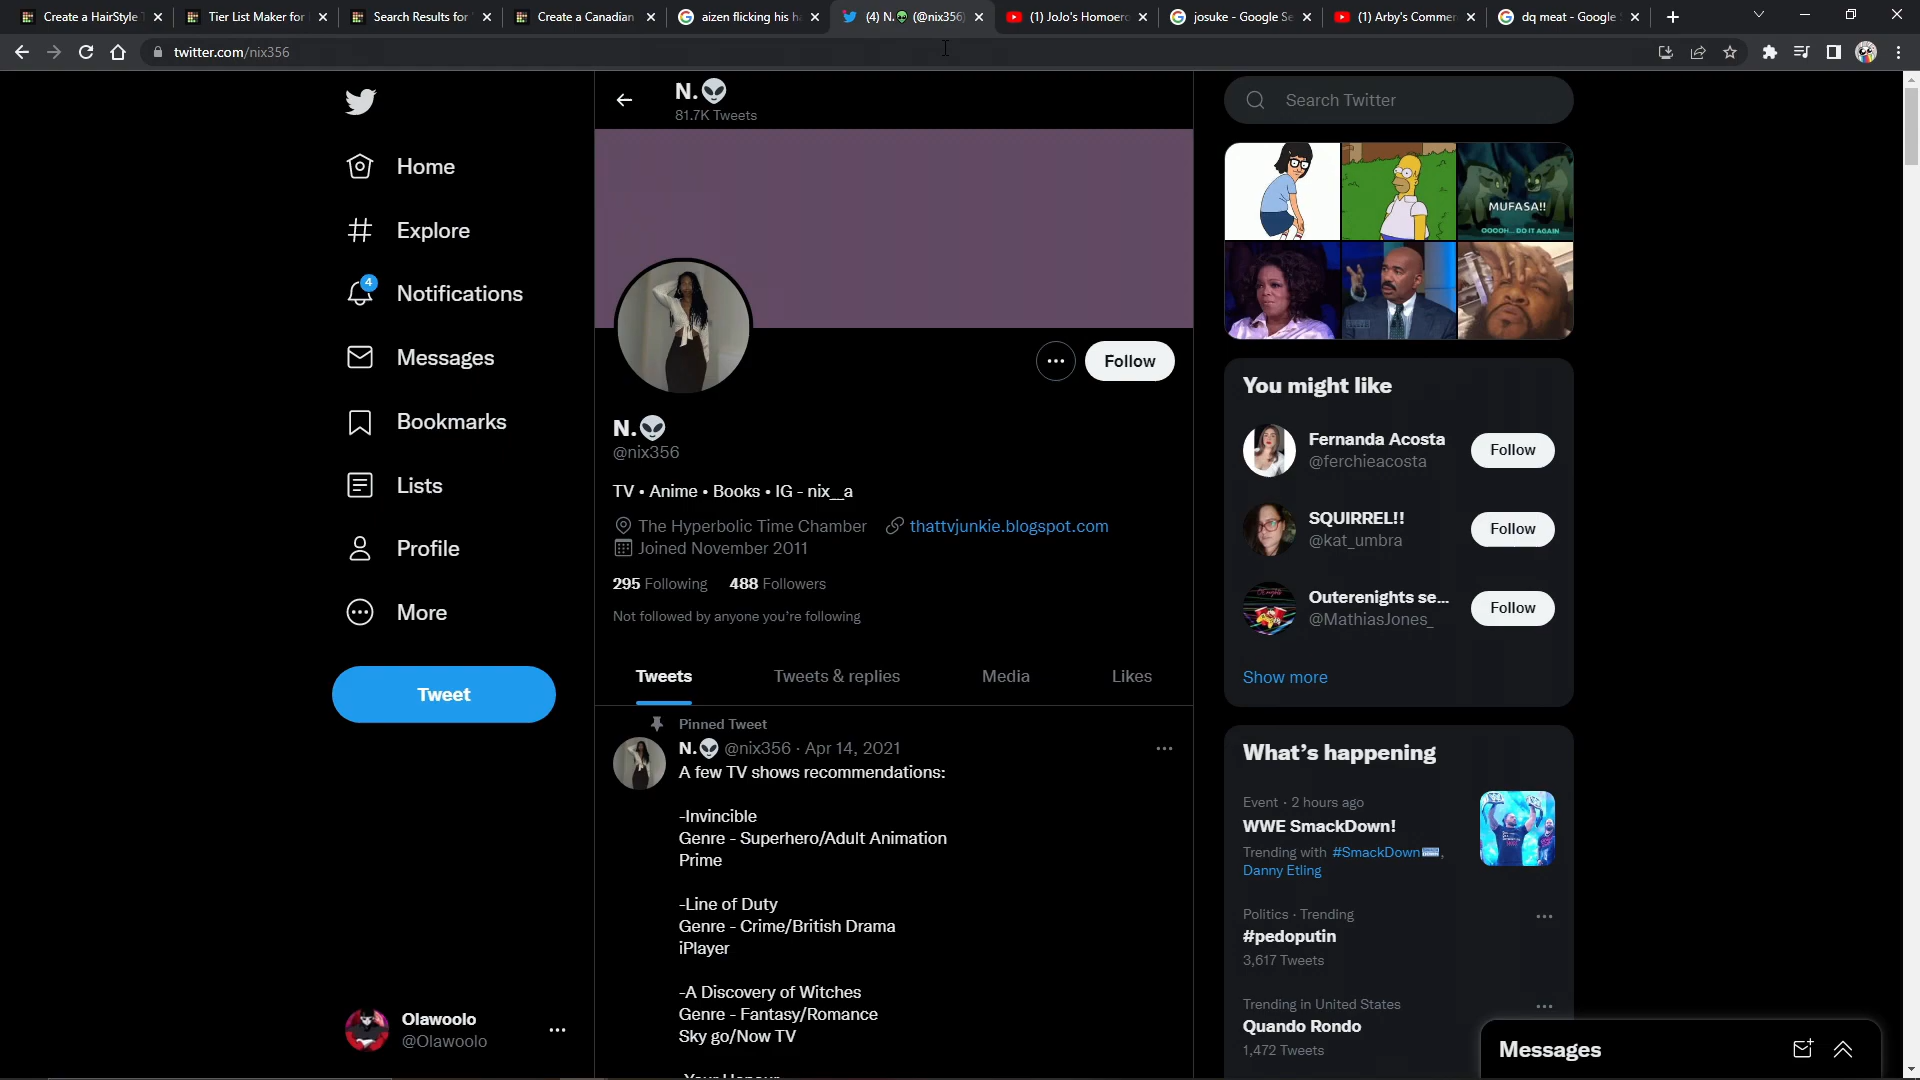 Create a HairStyle T
Tier List Maker for
Search Results for
Create a Canadian
aizen flicking his ha
(4) N.👽 (@nix356)
(1) JoJo's Homoero
josuke - Google Se
(1) Arby's Commer
dq meat - Google
twitter.com/nix356
N.👽
81.7K Tweets
Search Twitter
Home
Explore
4
Notifications
Messages
Bookmarks
Lists
Profile
More
Tweet
Olawoolo
@Olawoolo
Follow
N.👽
@nix356
TV • Anime • Books • IG - nix__a
The Hyperbolic Time Chamber
thattvjunkie.blogspot.com
Joined November 2011
295 Following 488 Followers
Not followed by anyone you're following
Tweets
Tweets & replies
Media
Likes
Pinned Tweet
N.👽 @nix356 · Apr 14, 2021
A few TV shows recommendations:
-Invincible
Genre - Superhero/Adult Animation
Prime
-Line of Duty
Genre - Crime/British Drama
iPlayer
-A Discovery of Witches
Genre - Fantasy/Romance
Sky go/Now TV
MUFASA!!
OOOOH... DO IT AGAIN
You might like
Fernanda Acosta
@ferchieacosta
Follow
SQUIRREL!!
@kat_umbra
Follow
Outerenights se...
@MathiasJones_
Follow
Show more
What's happening
Event · 2 hours ago
WWE SmackDown!
Trending with #SmackDown,
Danny Etling
Politics · Trending
#pedoputin
3,617 Tweets
Trending in United States
Quando Rondo
1,472 Tweets
Messages